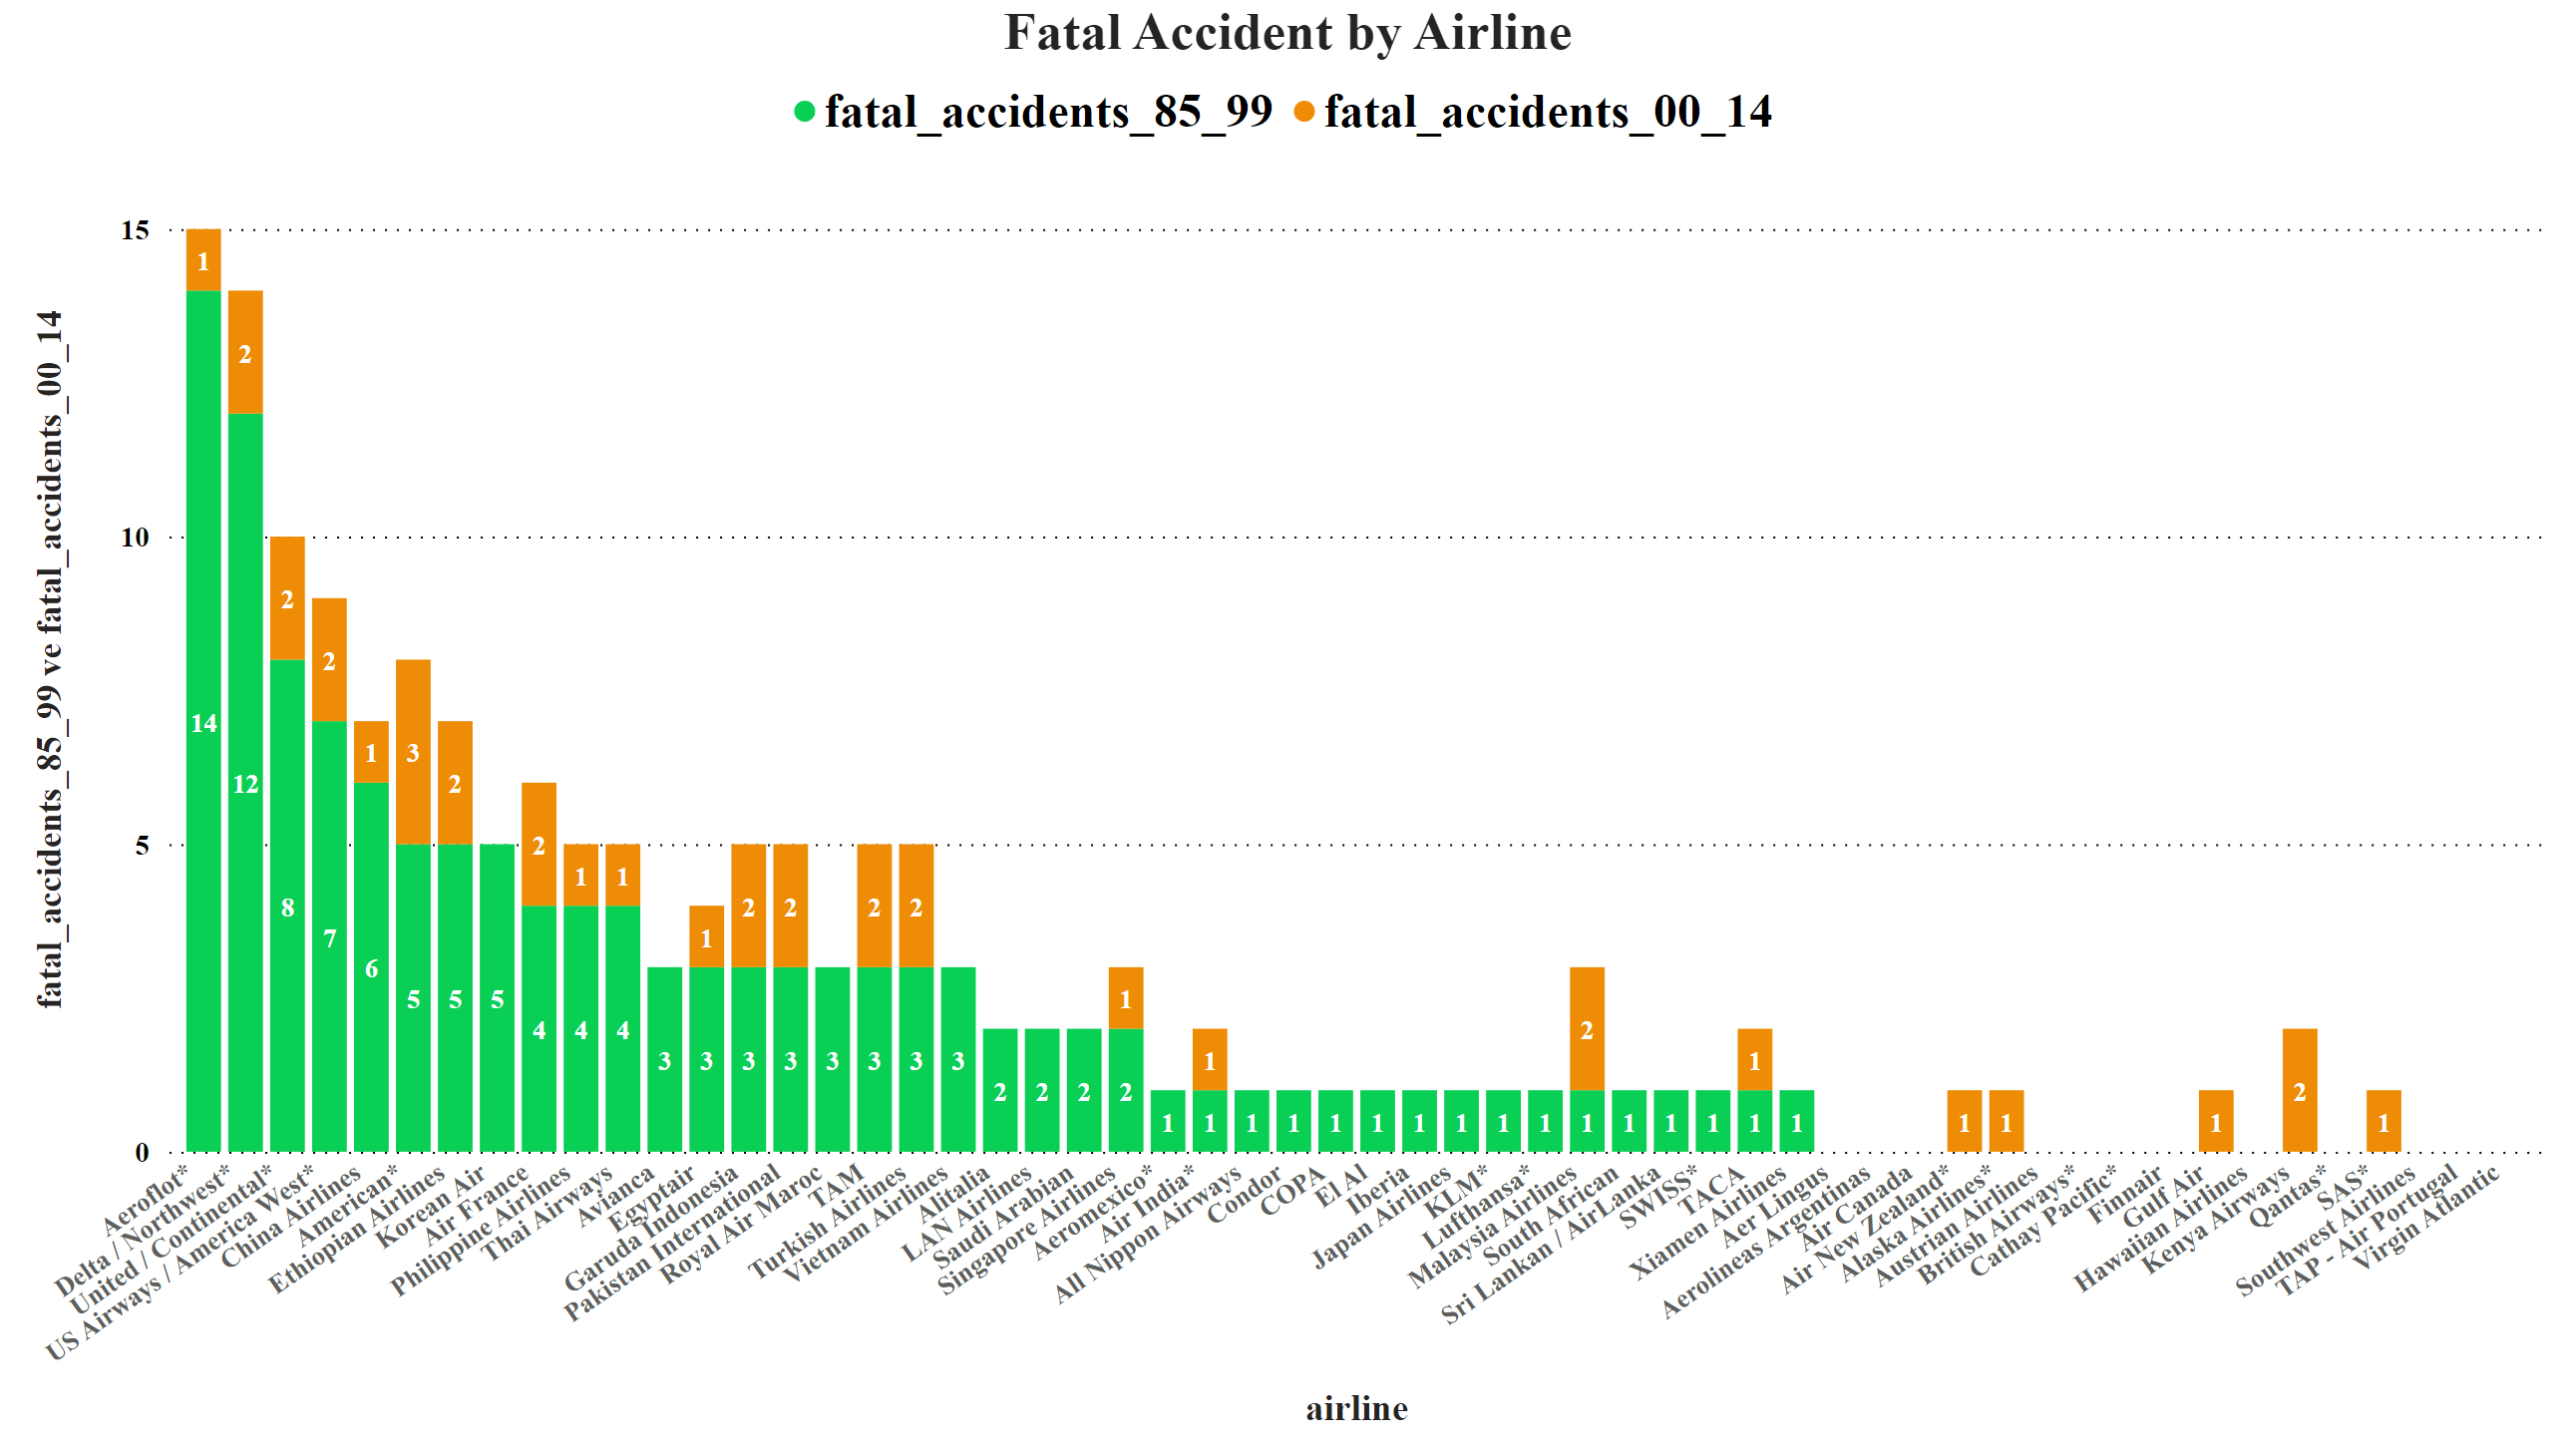 Fatal Accident by Airline
fatal_accidents_85_99 fatal_accidents_00_14
fatal_accidents_85_99 ve fatal_accidents_00_14
15
10
5
0
1
14
2
12
2
8
2
7
1
6
3
5
2
5
5
2
4
1
4
1
4
3
1
3
2
3
2
3
3
2
3
2
3
3
2
2
2
1
2
1
1
1
1
1
1
1
1
1
1
1
2
1
1
1
1
1
1
1
1
1
1
2
1
Aeroflot*
Delta / Northwest*
United / Continental*
US Airways / America West*
China Airlines
American*
Ethiopian Airlines
Korean Air
Air France
Philippine Airlines
Thai Airways
Avianca
Egyptair
Garuda Indonesia
Pakistan International
Royal Air Maroc
TAM
Turkish Airlines
Vietnam Airlines
Alitalia
LAN Airlines
Saudi Arabian
Singapore Airlines
Aeromexico*
Air India*
All Nippon Airways
Condor
COPA
El Al
Iberia
Japan Airlines
KLM*
Lufthansa*
Malaysia Airlines
South African
Sri Lankan / AirLanka
SWISS*
TACA
Xiamen Airlines
Aer Lingus
Aerolineas Argentinas
Air Canada
Air New Zealand*
Alaska Airlines*
Austrian Airlines
British Airways*
Cathay Pacific*
Finnair
Gulf Air
Hawaiian Airlines
Kenya Airways
Qantas*
SAS*
Southwest Airlines
TAP - Air Portugal
Virgin Atlantic
airline